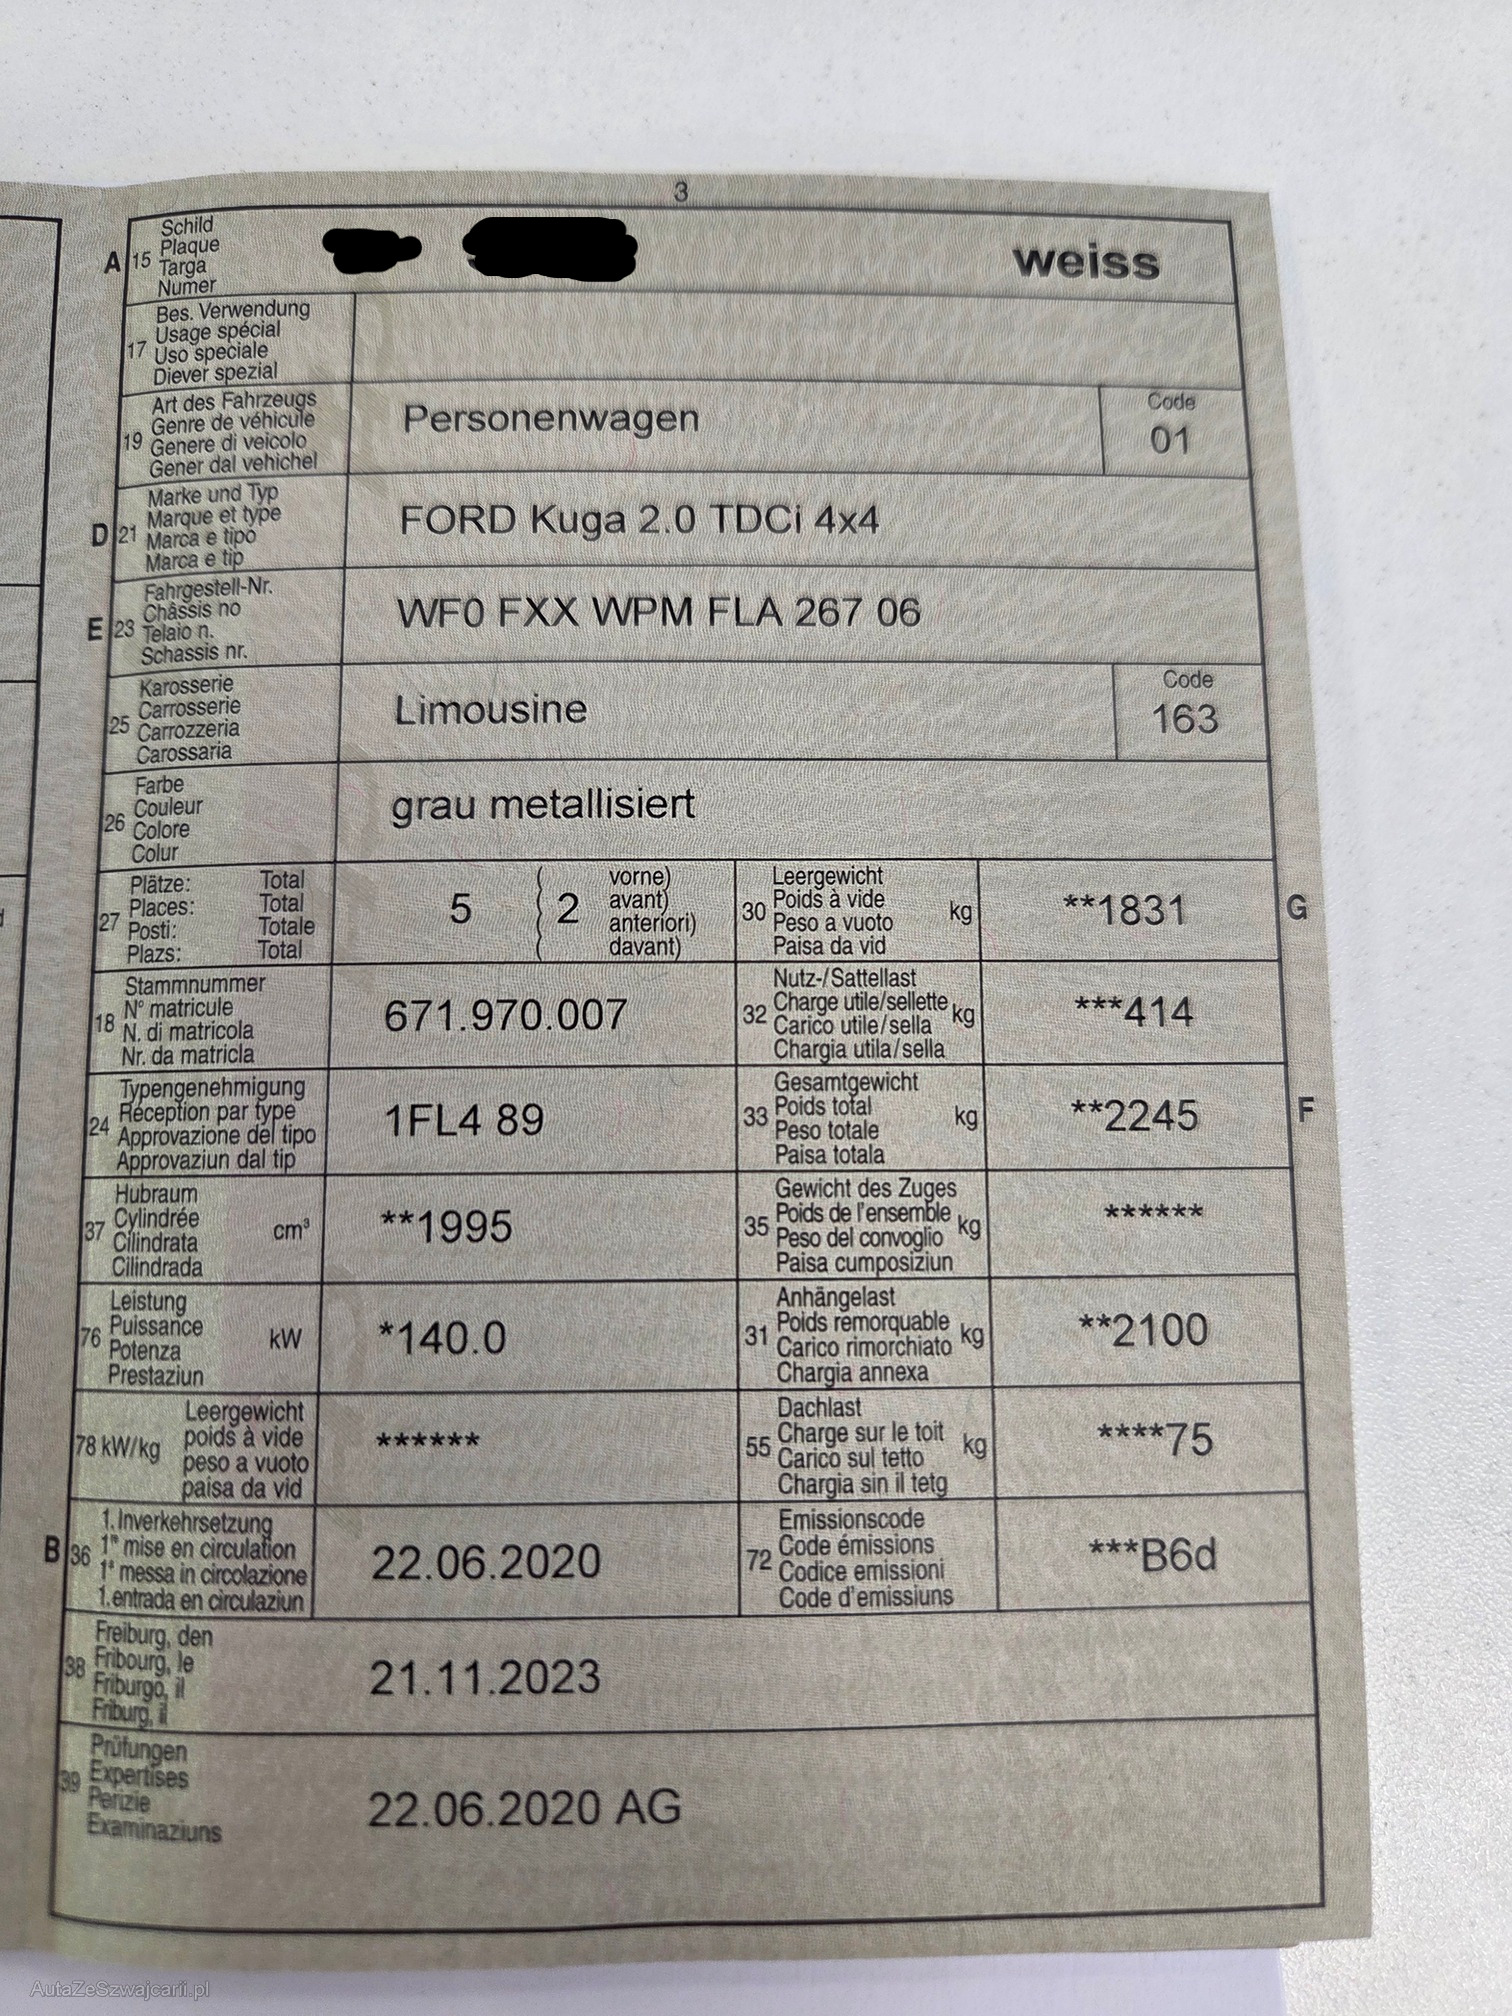 3
A 15 Schild
Plaque
Targa
Numer
weiss
17 Bes. Verwendung
Usage spécial
Uso speciale
Diever spezial
19 Art des Fahrzeugs
Genre de véhicule
Genere di veicolo
Gener dal vehichel
Personenwagen
Code
01
D 21 Marke und Typ
Marque et type
Marca e tipo
Marca e tip
FORD Kuga 2.0 TDCi 4x4
E 23 Fahrgestell-Nr.
Châssis no
Telaio n.
Schassis nr.
WF0 FXX WPM FLA 267 06
25 Karosserie
Carrosserie
Carrozzeria
Carossaria
Limousine
Code
163
26 Farbe
Couleur
Colore
Colur
grau metallisiert
27 Plätze: Total
Places: Total
Posti: Totale
Plazs: Total
5 ( 2 vorne)
( avant)
( anteriori)
( davant)
30 Leergewicht
Poids à vide
Peso a vuoto
Paisa da vid
kg
**1831
G
18 Stammnummer
N° matricule
N. di matricola
Nr. da matricla
671.970.007
32 Nutz-/Sattellast
Charge utile/sellette
Carico utile/sella
Chargia utila/sella
kg
***414
24 Typengenehmigung
Réception par type
Approvazione del tipo
Approvaziun dal tip
1FL4 89
33 Gesamtgewicht
Poids total
Peso totale
Paisa totala
kg
**2245
F
37 Hubraum
Cylindrée
Cilindrata
Cilindrada
cm³
**1995
35 Gewicht des Zuges
Poids de l'ensemble
Peso del convoglio
Paisa cumposiziun
kg
******
76 Leistung
Puissance
Potenza
Prestaziun
kW
*140.0
31 Anhängelast
Poids remorquable
Carico rimorchiato
Chargia annexa
kg
**2100
78 kW/kg Leergewicht
poids à vide
peso a vuoto
paisa da vid
******
55 Dachlast
Charge sur le toit
Carico sul tetto
Chargia sin il tetg
kg
****75
B 36 1. Inverkehrsetzung
1re mise en circulation
1a messa in circolazione
1. entrada en circulaziun
22.06.2020
72 Emissionscode
Code émissions
Codice emissioni
Code d'emissiuns
***B6d
38 Freiburg, den
Fribourg, le
Friburgo, il
Friburg, il
21.11.2023
39 Prüfungen
Expertises
Perizie
Examinaziuns
22.06.2020 AG
AutaZeSzwajcarii.pl